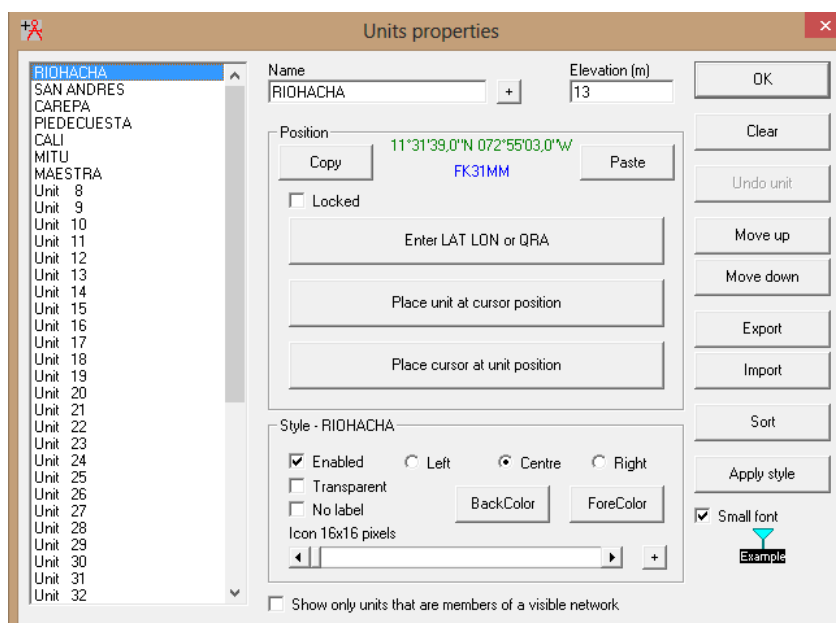 Units properties
RIOHACHA
SAN ANDRES
CAREPA
PIEDECUESTA
CALI
MITU
MAESTRA
Unit 8
Unit 9
Unit 10
Unit 11
Unit 12
Unit 13
Unit 14
Unit 15
Unit 16
Unit 17
Unit 18
Unit 19
Unit 20
Unit 21
Unit 22
Unit 23
Unit 24
Unit 25
Unit 26
Unit 27
Unit 28
Unit 29
Unit 30
Unit 31
Unit 32
Name
RIOHACHA
+
Elevation (m)
13
Position
Copy
11°31'39,0"N 072°55'03,0"W
FK31MM
Paste
Locked
Enter LAT LON or QRA
Place unit at cursor position
Place cursor at unit position
Style - RIOHACHA
Enabled
Left
Centre
Right
Transparent
No label
BackColor
ForeColor
Icon 16x16 pixels
+
Show only units that are members of a visible network
OK
Clear
Undo unit
Move up
Move down
Export
Import
Sort
Apply style
Small font
Example